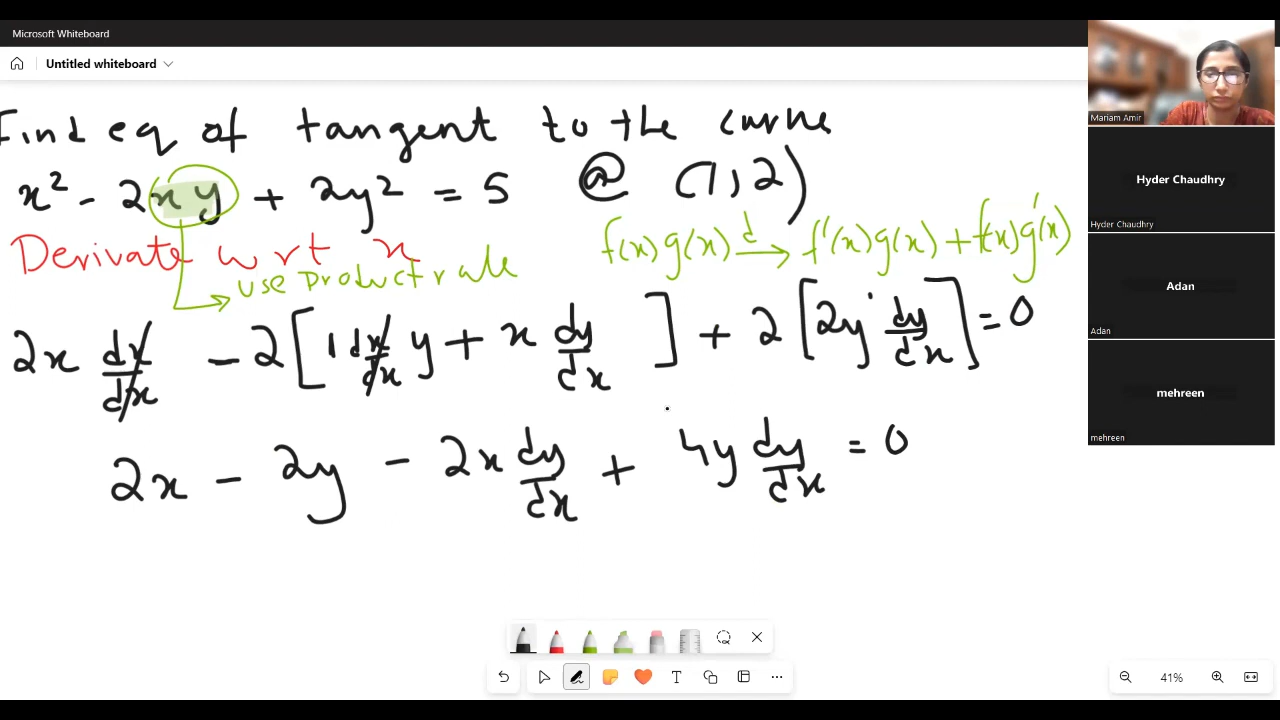 Microsoft Whiteboard
Untitled whiteboard
Find eq of tangent to the curve
x² - 2xy + 2y² = 5 @ (1,2)
Derivate wrt x
use product rule
f(x)g(x) d→ f'(x)g(x) + f(x)g'(x)
2x dx/dx - 2[1 dx/dx y + x dy/dx] + 2[2y' dy/dx] = 0
2x - 2y - 2x dy/dx + 4y dy/dx = 0
Mariam Amir
Hyder Chaudhry
Hyder Chaudhry
Adan
Adan
mehreen
mehreen
41%